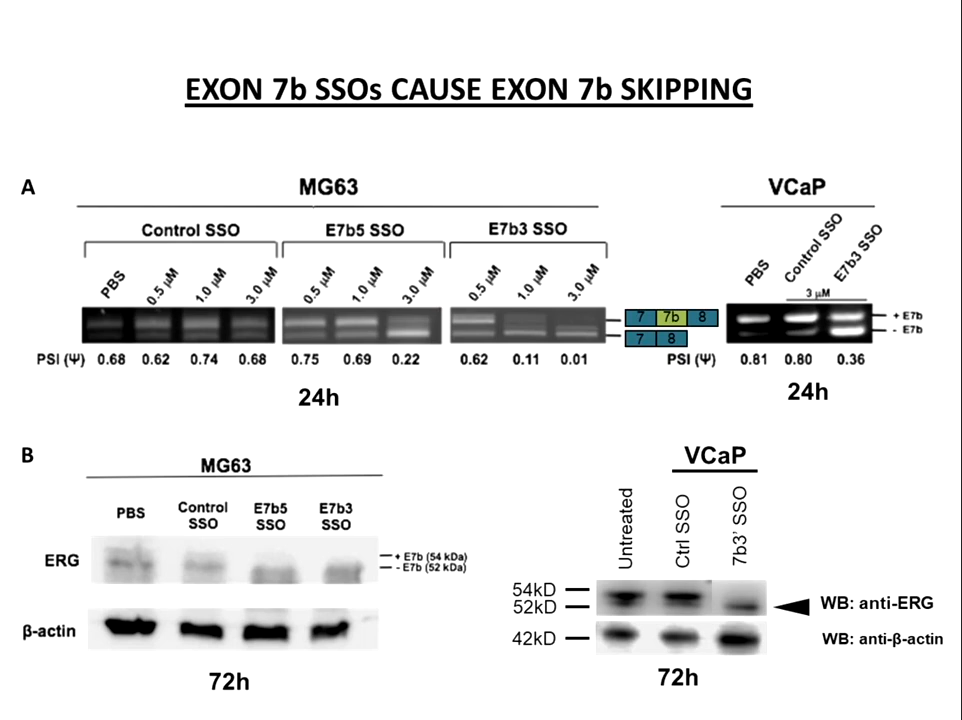 EXON 7b SSOs CAUSE EXON 7b SKIPPING
A
MG63
Control SSO
E7b5 SSO
E7b3 SSO
PBS
0.5 µM
1.0 µM
3.0 µM
0.5 µM
1.0 µM
3.0 µM
0.5 µM
1.0 µM
3.0 µM
7 7b 8
7 8
PSI (Ψ) 0.68 0.62 0.74 0.68 0.75 0.69 0.22 0.62 0.11 0.01
24h
VCaP
PBS
Control SSO
E7b3 SSO
3 µM
+ E7b
- E7b
PSI (Ψ) 0.81 0.80 0.36
24h
B
MG63
PBS
Control SSO
E7b5 SSO
E7b3 SSO
ERG
+ E7b (54 kDa)
- E7b (52 kDa)
β-actin
72h
VCaP
Untreated
Ctrl SSO
7b3' SSO
54kD
52kD
WB: anti-ERG
42kD
WB: anti-β-actin
72h